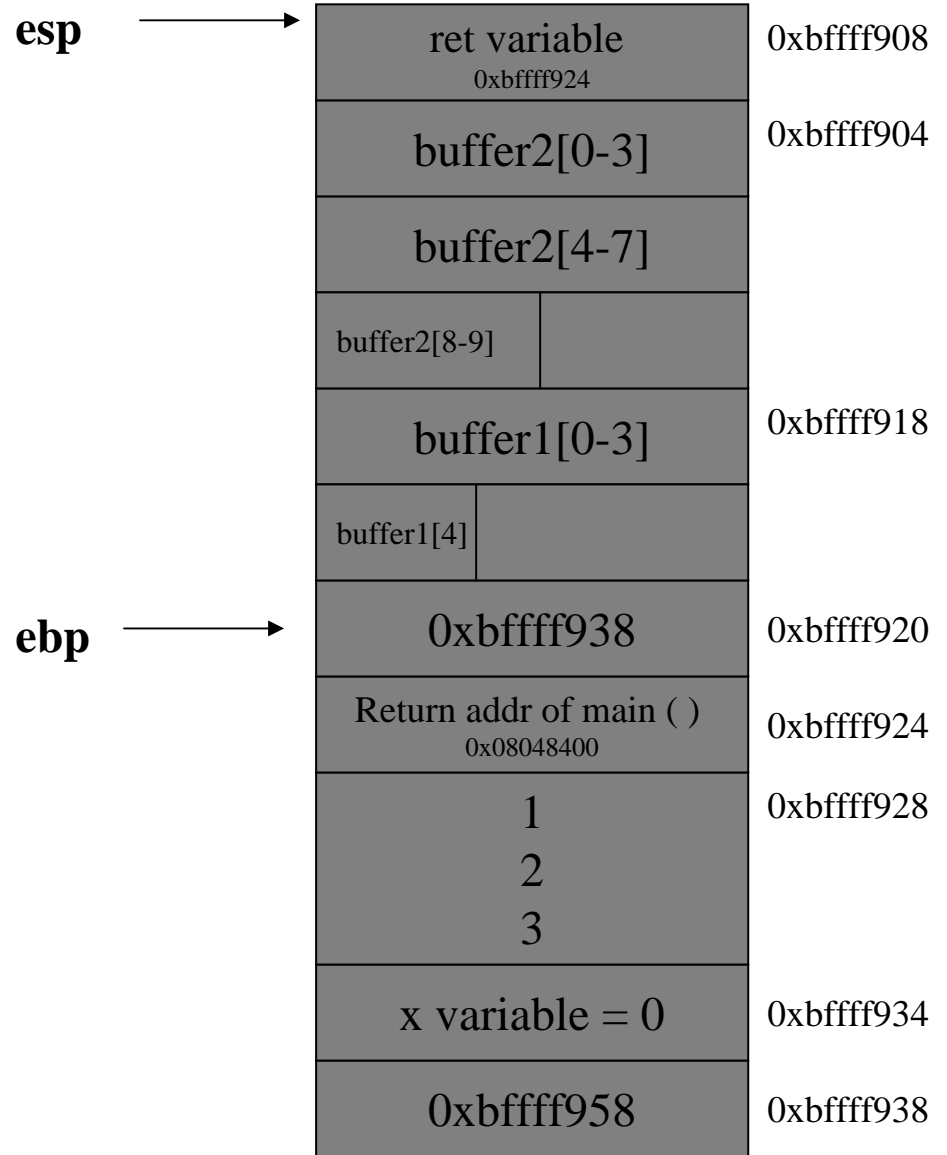 esp
ret variable
0xbffff924
0xbffff908
buffer2[0-3]
0xbffff904
buffer2[4-7]
buffer2[8-9]
buffer1[0-3]
0xbffff918
buffer1[4]
ebp
0xbffff938
0xbffff920
Return addr of main ( )
0x08048400
0xbffff924
1
0xbffff928
2
3
x variable = 0
0xbffff934
0xbffff958
0xbffff938